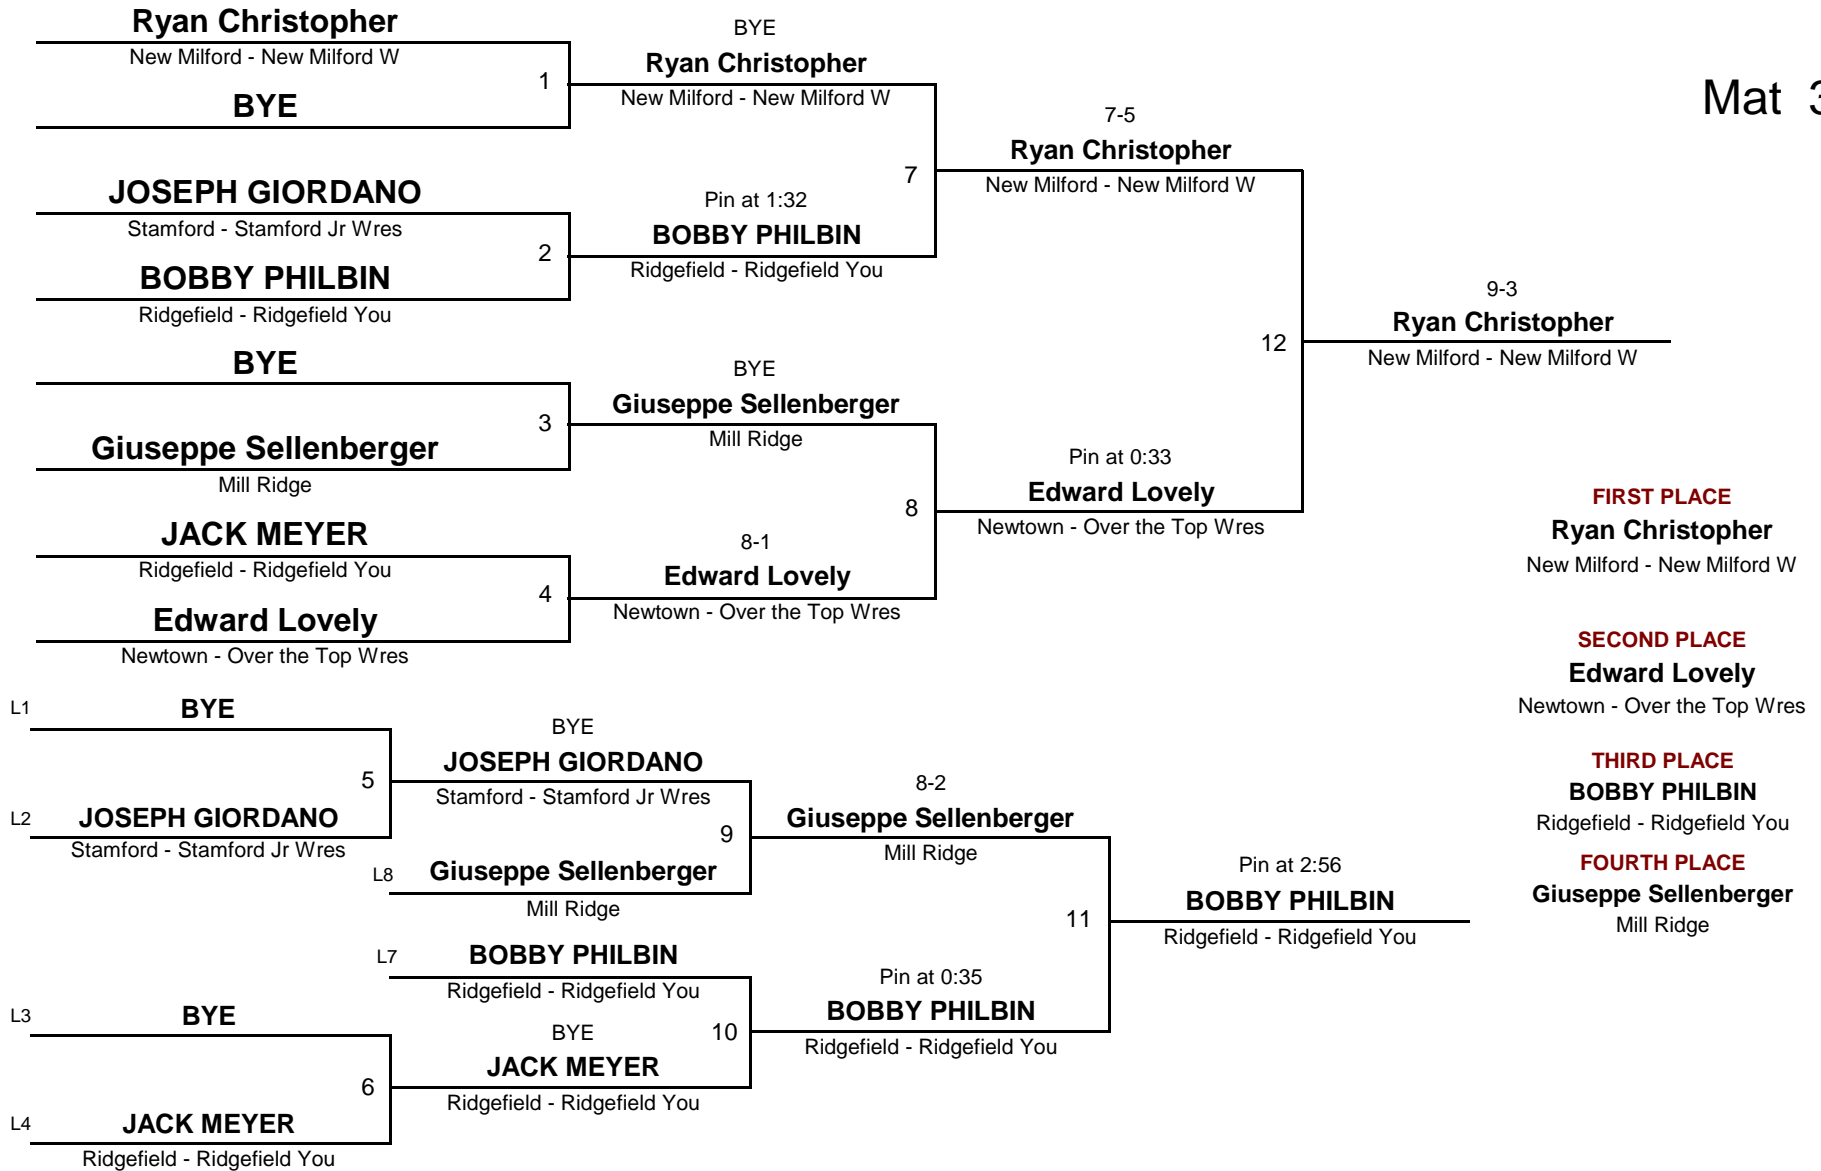 Ryan Christopher
New Milford - New Milford W
1
BYE
BYE
Ryan Christopher
New Milford - New Milford W
Mat 3
JOSEPH GIORDANO
Stamford - Stamford Jr Wres
2
BOBBY PHILBIN
Ridgefield - Ridgefield You
Pin at 1:32
BOBBY PHILBIN
Ridgefield - Ridgefield You
7
7-5
Ryan Christopher
New Milford - New Milford W
BYE
3
Giuseppe Sellenberger
Mill Ridge
BYE
Giuseppe Sellenberger
Mill Ridge
JACK MEYER
Ridgefield - Ridgefield You
4
Edward Lovely
Newtown - Over the Top Wres
8-1
Edward Lovely
Newtown - Over the Top Wres
8
Pin at 0:33
Edward Lovely
Newtown - Over the Top Wres
12
9-3
Ryan Christopher
New Milford - New Milford W
FIRST PLACE
Ryan Christopher
New Milford - New Milford W
SECOND PLACE
Edward Lovely
Newtown - Over the Top Wres
THIRD PLACE
BOBBY PHILBIN
Ridgefield - Ridgefield You
FOURTH PLACE
Giuseppe Sellenberger
Mill Ridge
L1 BYE
5
L2 JOSEPH GIORDANO
Stamford - Stamford Jr Wres
BYE
JOSEPH GIORDANO
Stamford - Stamford Jr Wres
9
L8 Giuseppe Sellenberger
Mill Ridge
8-2
Giuseppe Sellenberger
Mill Ridge
L7 BOBBY PHILBIN
Ridgefield - Ridgefield You
L3 BYE
6
L4 JACK MEYER
Ridgefield - Ridgefield You
BYE
JACK MEYER
Ridgefield - Ridgefield You
10
Pin at 0:35
BOBBY PHILBIN
Ridgefield - Ridgefield You
11
Pin at 2:56
BOBBY PHILBIN
Ridgefield - Ridgefield You